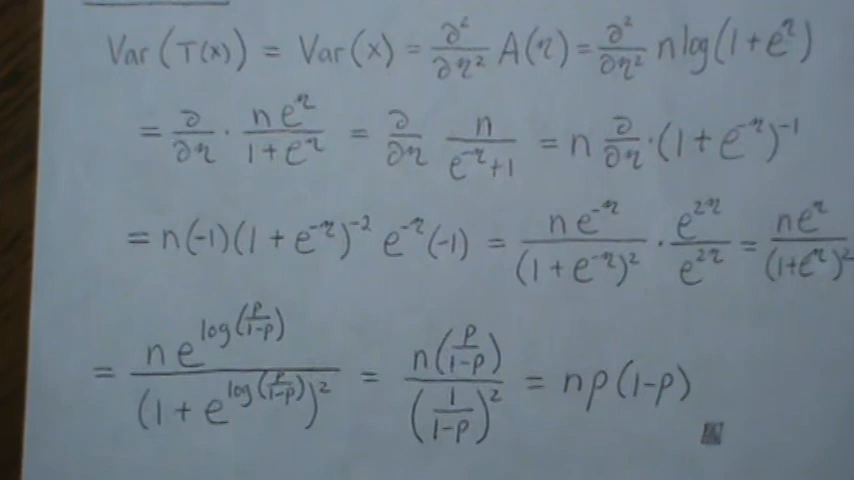 Var(T(x)) = Var(x) = ∂²/∂η² A(η) = ∂²/∂η² n log(1 + e^η)
= ∂/∂η · ne^η/(1 + e^η) = ∂/∂η n/(e^-η + 1) = n ∂/∂η · (1 + e^-η)^-1
= n(-1)(1 + e^-η)^-2 e^-η(-1) = ne^-η/(1 + e^-η)² · e^2η/e^2η = ne^η/(1+e^η)²
= ne^log(p/(1-p))/(1 + e^log(p/(1-p)))² = n(p/(1-p))/(1/(1-p))² = np(1-p)